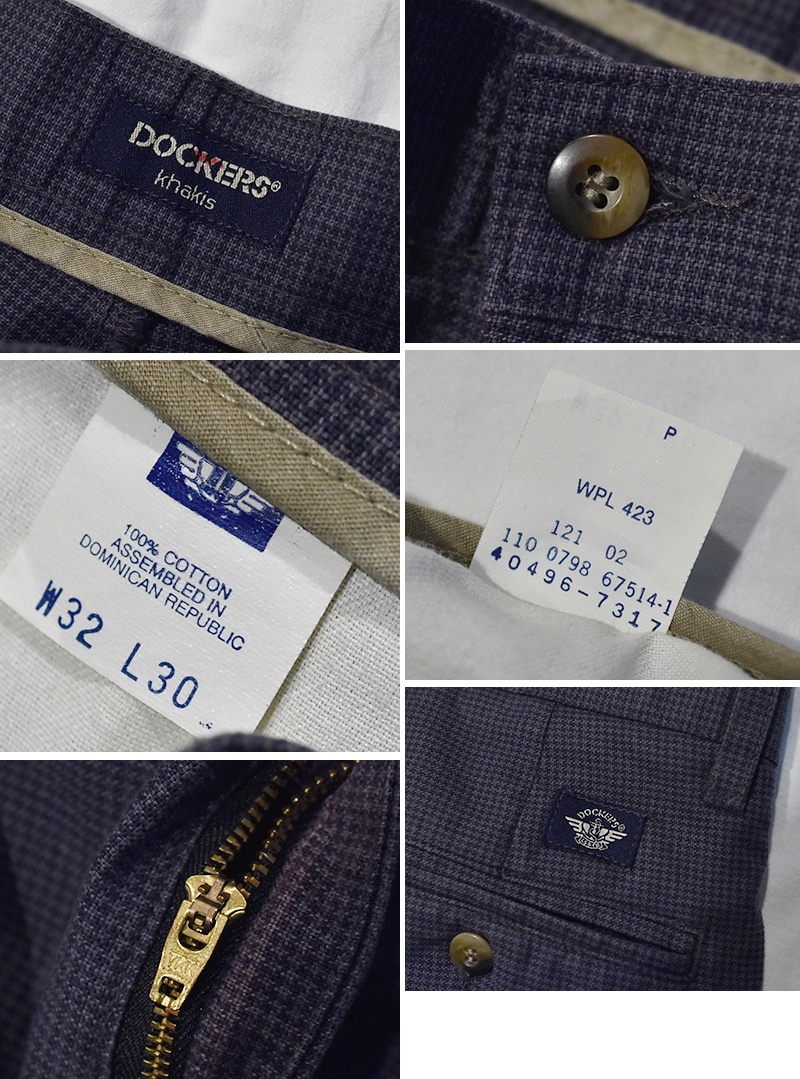 DOCKERS®
khakis
100% COTTON
ASSEMBLED IN
DOMINICAN REPUBLIC
W32 L30
P
WPL 423
121 02
110 0798 67514-1
40496-7317
YKK
DOCKERS®